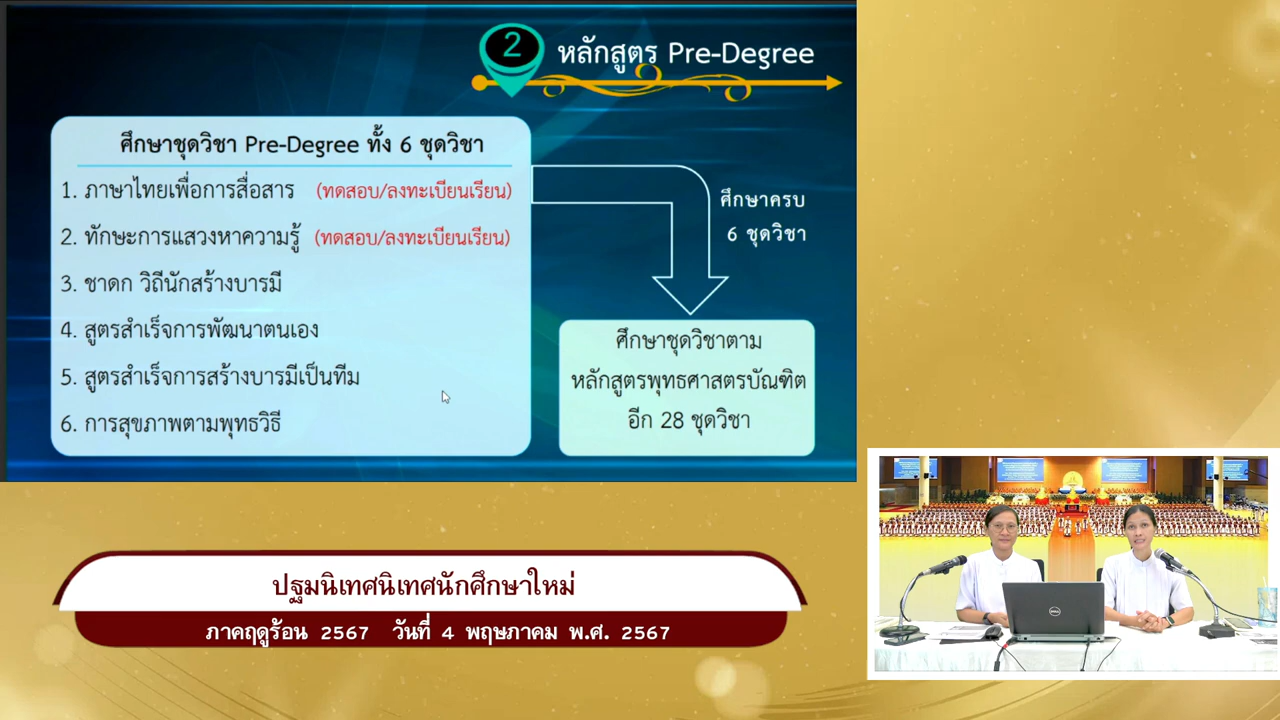 2
หลักสูตร Pre-Degree
ศึกษาชุดวิชา Pre-Degree ทั้ง 6 ชุดวิชา
1. ภาษาไทยเพื่อการสื่อสาร (ทดสอบ/ลงทะเบียนเรียน)
2. ทักษะการแสวงหาความรู้ (ทดสอบ/ลงทะเบียนเรียน)
3. ชาดก วิถีนักสร้างบารมี
4. สูตรสำเร็จการพัฒนาตนเอง
5. สูตรสำเร็จการสร้างบารมีเป็นทีม
6. การสุขภาพตามพุทธวิธี
ศึกษาครบ
6 ชุดวิชา
ศึกษาชุดวิชาตาม
หลักสูตรพุทธศาสตรบัณฑิต
อีก 28 ชุดวิชา
ปฐมนิเทศนิเทศนักศึกษาใหม่
ภาคฤดูร้อน 2567 วันที่ 4 พฤษภาคม พ.ศ. 2567
DELL